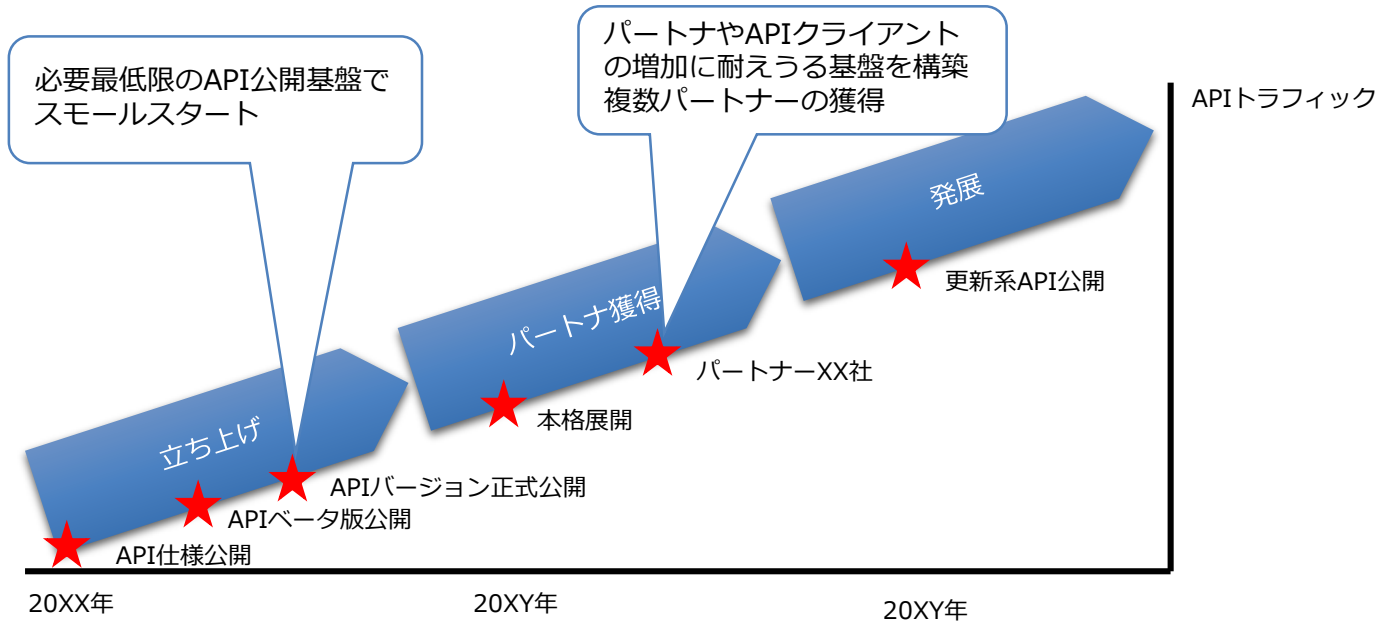 必要最低限のAPI公開基盤で
スモールスタート
パートナやAPIクライアント
の増加に耐えうる基盤を構築
複数パートナーの獲得
APIトラフィック
発展
更新系API公開
パートナ獲得
パートナーXX社
本格展開
立ち上げ
APIバージョン正式公開
APIベータ版公開
API仕様公開
20XX年
20XY年
20XY年